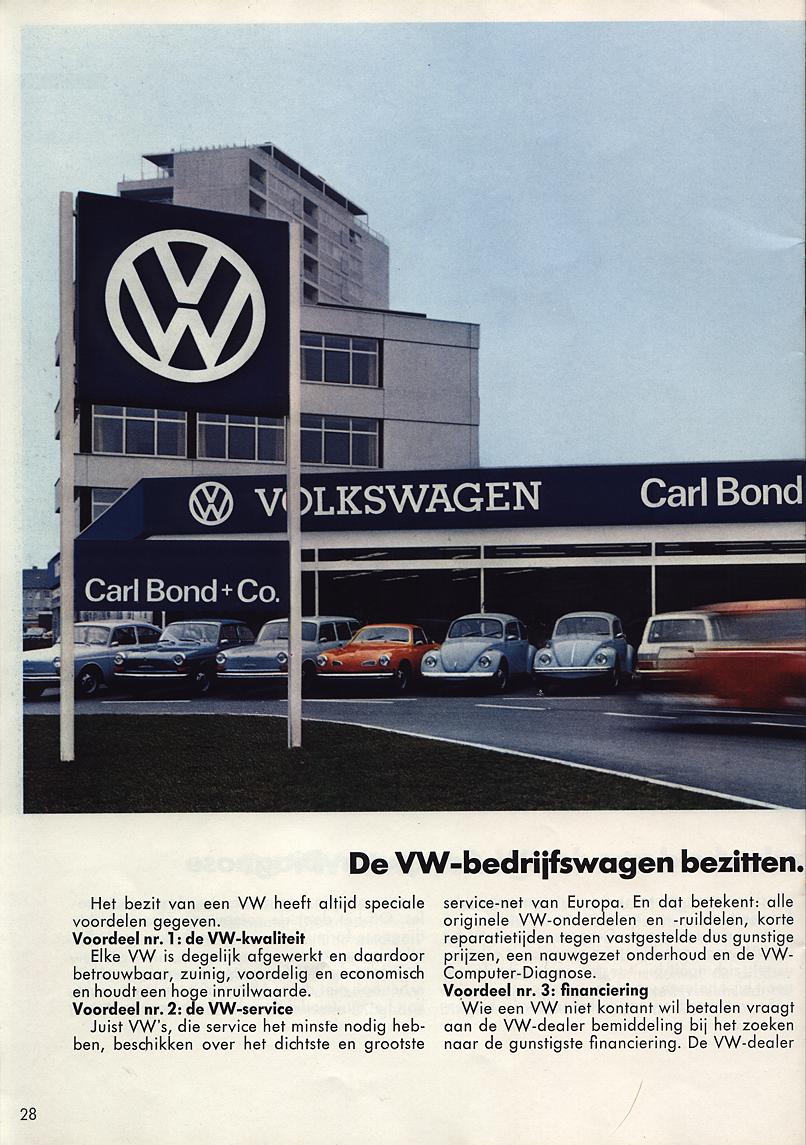 VW
VW VOLKSWAGEN Carl Bond
Carl Bond + Co.
De VW-bedrijfswagen bezitten.
Het bezit van een VW heeft altijd speciale
voordelen gegeven.
Voordeel nr. 1: de VW-kwaliteit
Elke VW is degelijk afgewerkt en daardoor
betrouwbaar, zuinig, voordelig en economisch
en houdt een hoge inruilwaarde.
Voordeel nr. 2: de VW-service
Juist VW's, die service het minste nodig heb-
ben, beschikken over het dichtste en grootste
service-net van Europa. En dat betekent: alle
originele VW-onderdelen en -ruildelen, korte
reparatietijden tegen vastgestelde dus gunstige
prijzen, een nauwgezet onderhoud en de VW-
Computer-Diagnose.
Voordeel nr. 3: financiering
Wie een VW niet kontant wil betalen vraagt
aan de VW-dealer bemiddeling bij het zoeken
naar de gunstigste financiering. De VW-dealer
28